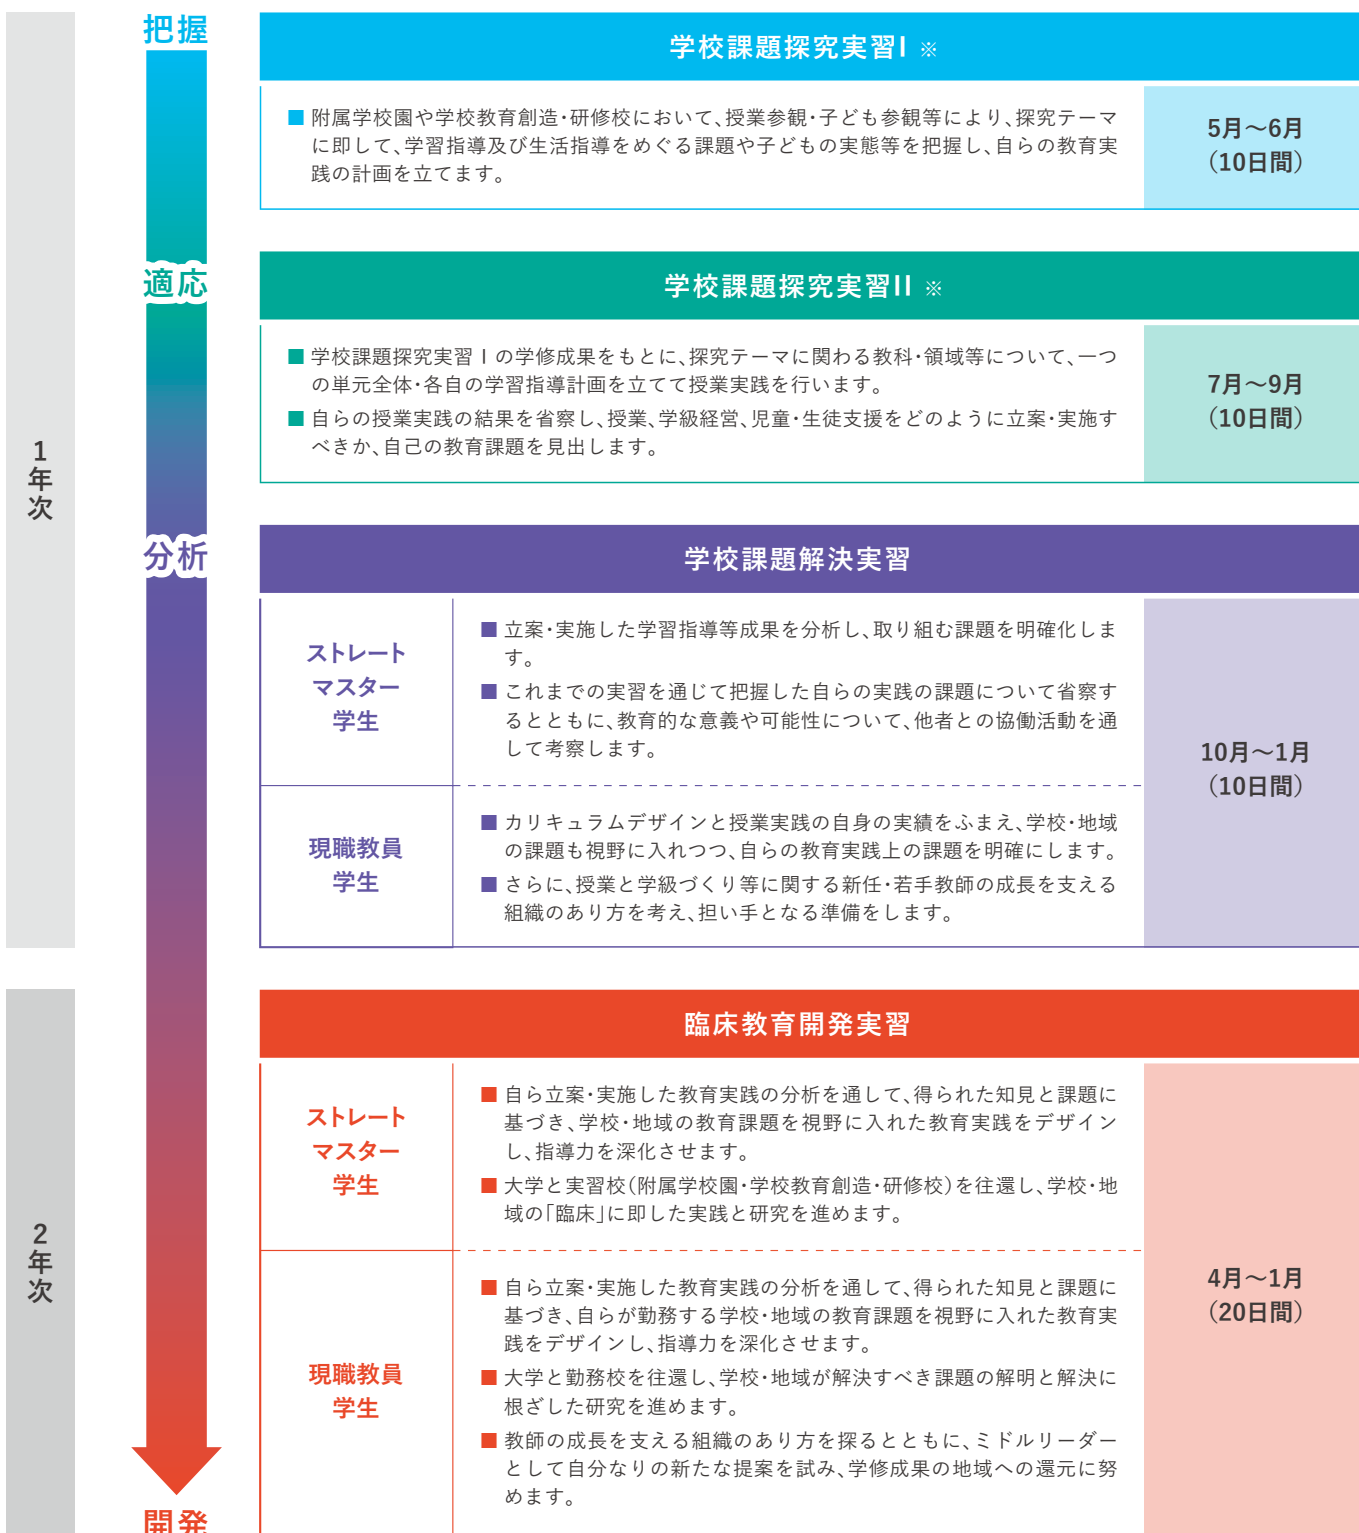 把握
学校課題探究実習I ※
■ 附属学校園や学校教育創造・研修校において、授業参観・子ども参観等により、探究テーマ
に即して、学習指導及び生活指導をめぐる課題や子どもの実態等を把握し、自らの教育実
践の計画を立てます。
5月〜6月
（10日間）
適応
学校課題探究実習II ※
■ 学校課題探究実習Ⅰの学修成果をもとに、探究テーマに関わる教科・領域等について、一つ
の単元全体・各自の学習指導計画を立てて授業実践を行います。
■ 自らの授業実践の結果を省察し、授業、学級経営、児童・生徒支援をどのように立案・実施す
べきか、自己の教育課題を見出します。
7月〜9月
（10日間）
1年次
分析
学校課題解決実習
ストレート
マスター
学生
■ 立案・実施した学習指導等成果を分析し、取り組む課題を明確化しま
す。
■ これまでの実習を通じて把握した自らの実践の課題について省察す
るとともに、教育的な意義や可能性について、他者との協働活動を通
して考察します。
現職教員
学生
■ カリキュラムデザインと授業実践の自身の実績をふまえ、学校・地域
の課題も視野に入れつつ、自らの教育実践上の課題を明確にします。
■ さらに、授業と学級づくり等に関する新任・若手教師の成長を支える
組織のあり方を考え、担い手となる準備をします。
10月〜1月
（10日間）
2年次
臨床教育開発実習
ストレート
マスター
学生
■ 自ら立案・実施した教育実践の分析を通して、得られた知見と課題に
基づき、学校・地域の教育課題を視野に入れた教育実践をデザイン
し、指導力を深化させます。
■ 大学と実習校（附属学校園・学校教育創造・研修校）を往還し、学校・地
域の「臨床」に即した実践と研究を進めます。
現職教員
学生
■ 自ら立案・実施した教育実践の分析を通して、得られた知見と課題に
基づき、自らが勤務する学校・地域の教育課題を視野に入れた教育実
践をデザインし、指導力を深化させます。
■ 大学と勤務校を往還し、学校・地域が解決すべき課題の解明と解決に
根ざした研究を進めます。
■ 教師の成長を支える組織のあり方を探るとともに、ミドルリーダー
として自分なりの新たな提案を試み、学修成果の地域への還元に努
めます。
4月〜1月
（20日間）
開発